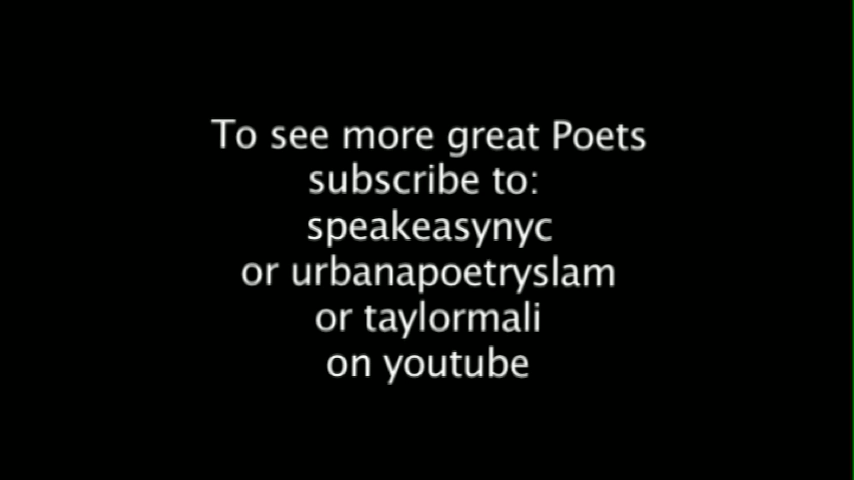 To see more great Poets
subscribe to:
speakeasynyc
or urbanapoetryslam
or taylormali
on youtube